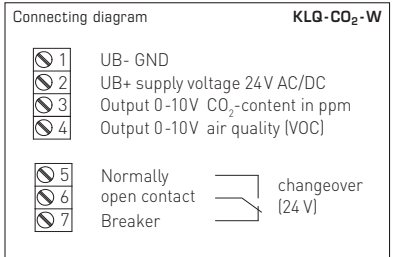 Connecting diagram KLQ-CO₂-W
1 UB- GND
2 UB+ supply voltage 24V AC/DC
3 Output 0-10V CO₂-content in ppm
4 Output 0-10V air quality (VOC)
5 Normally
6 open contact
7 Breaker
changeover
(24 V)